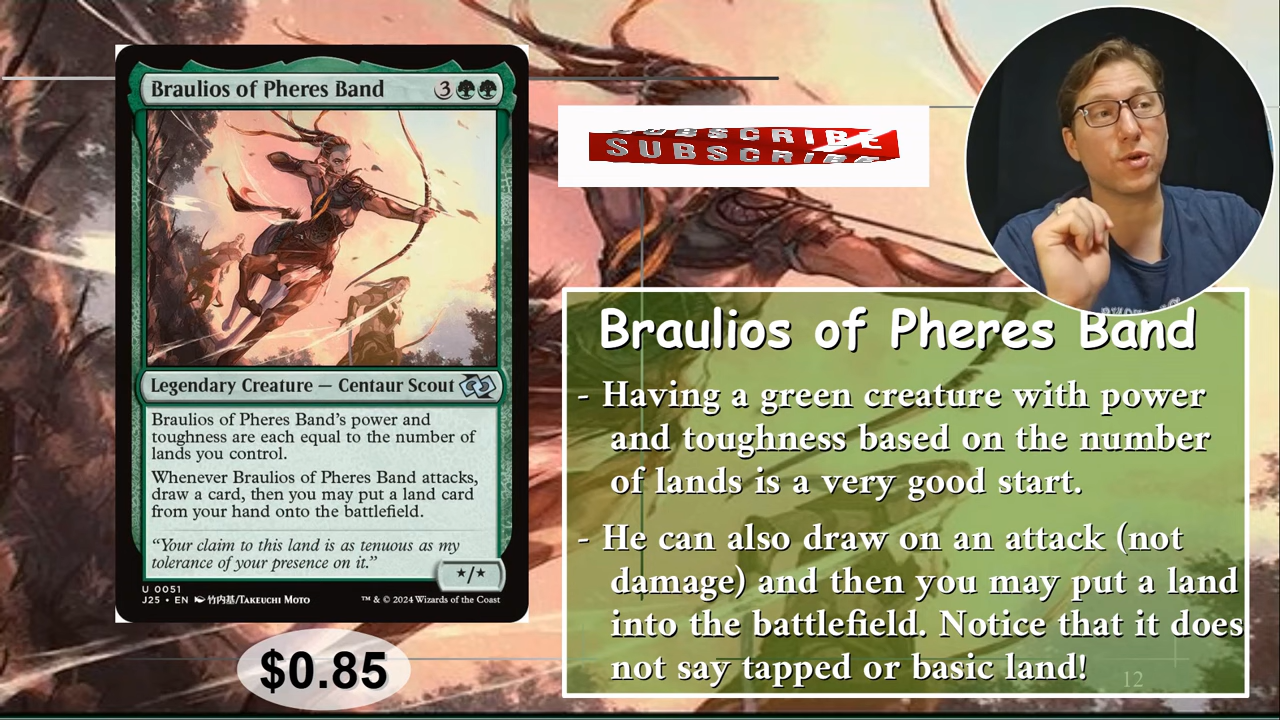 Braulios of Pheres Band 3
Legendary Creature — Centaur Scout
Braulios of Pheres Band's power and
toughness are each equal to the number of
lands you control.
Whenever Braulios of Pheres Band attacks,
draw a card, then you may put a land card
from your hand onto the battlefield.
"Your claim to this land is as tenuous as my
tolerance of your presence on it."
*/*
U 0051
J25 • EN 竹内基/Takeuchi Moto
™ & © 2024 Wizards of the Coast
$0.85
SUBSCRIBE
SUBSCRIBE
Braulios of Pheres Band
- Having a green creature with power
and toughness based on the number
of lands is a very good start.
- He can also draw on an attack (not
damage) and then you may put a land
into the battlefield. Notice that it does
not say tapped or basic land!
12